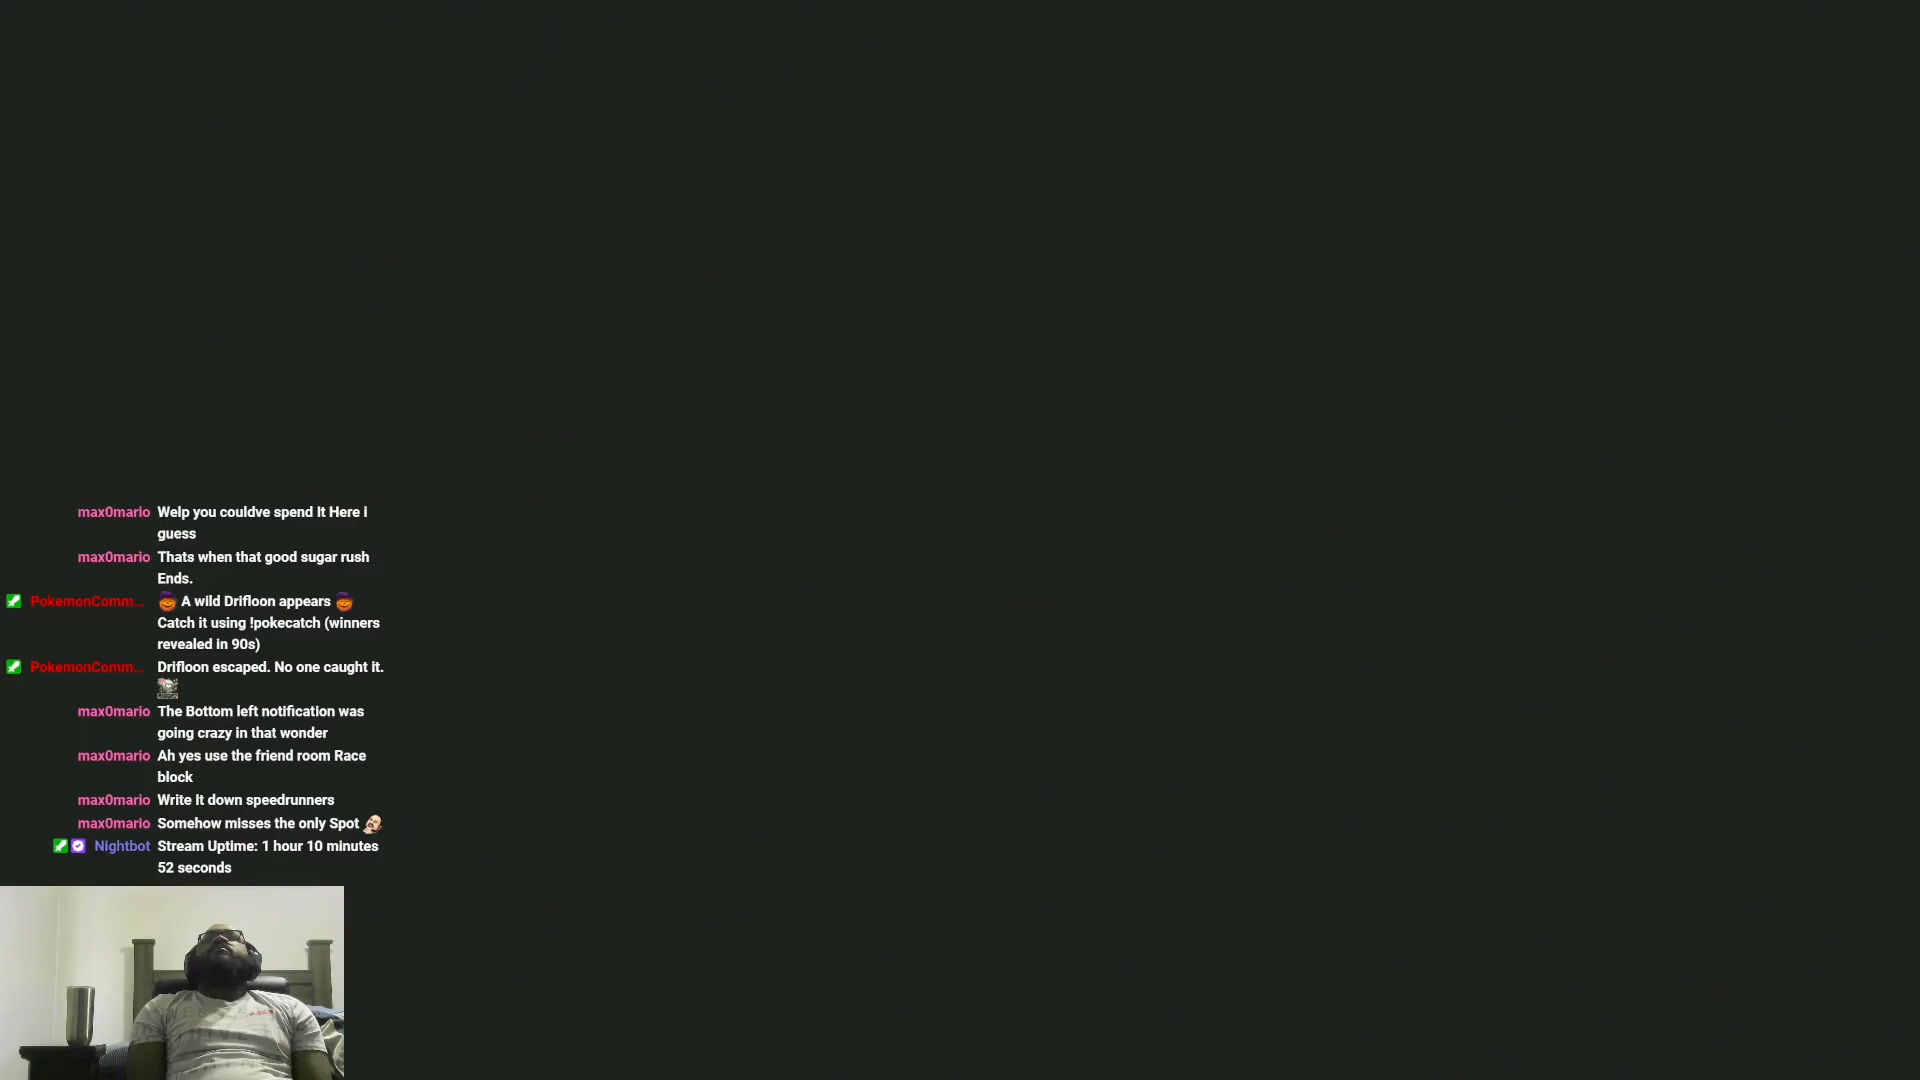 max0mario Welp you couldve spend It Here i
guess
max0mario Thats when that good sugar rush
Ends.
PokemonComm... A wild Drifloon appears
Catch it using !pokecatch (winners
revealed in 90s)
PokemonComm... Drifloon escaped. No one caught it.
max0mario The Bottom left notification was
going crazy in that wonder
max0mario Ah yes use the friend room Race
block
max0mario Write It down speedrunners
max0mario Somehow misses the only Spot
Nightbot Stream Uptime: 1 hour 10 minutes
52 seconds